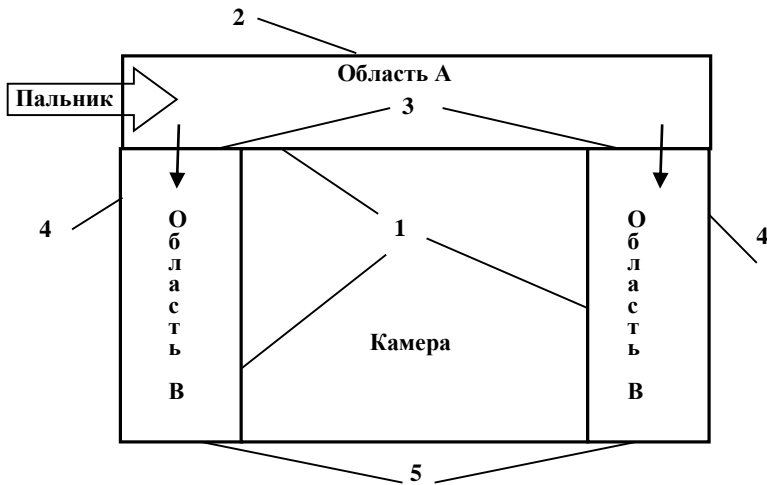 2
Область А
Пальник
3
4
О
б
л
а
с
т
ь
В
1
О
б
л
а
с
т
ь
В
4
Камера
5